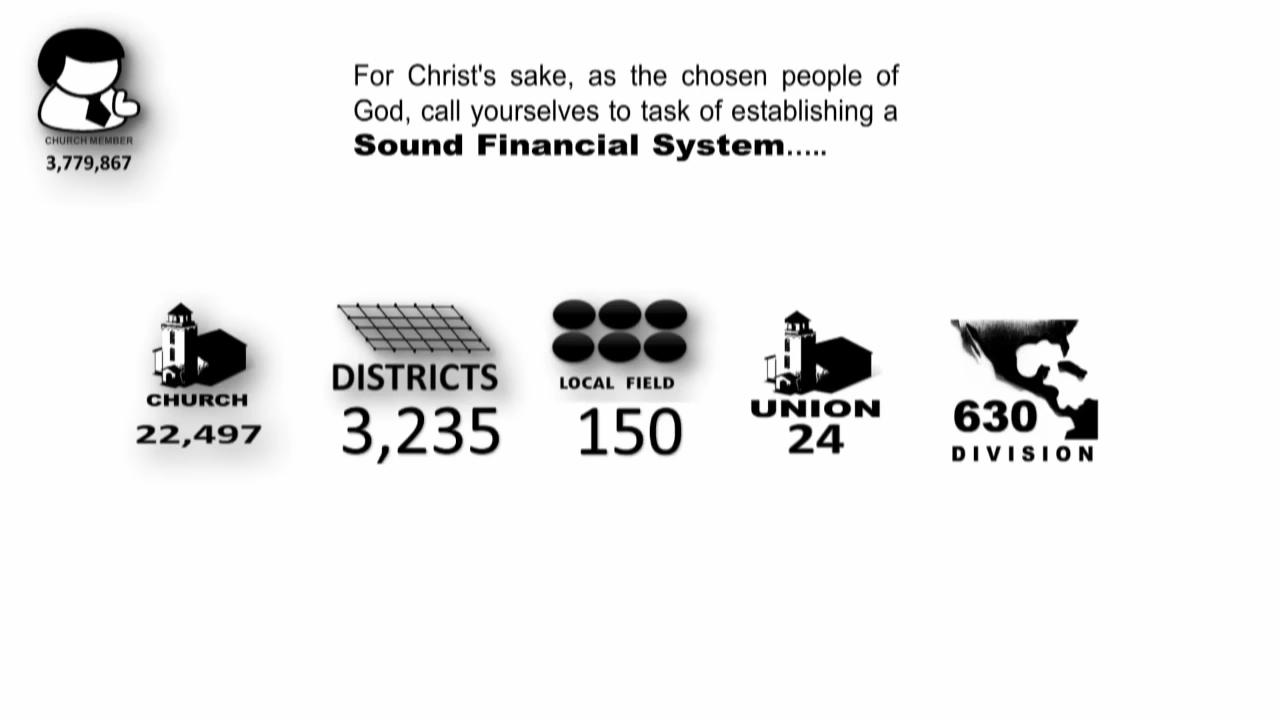 For Christ's sake, as the chosen people of
God, call yourselves to task of establishing a
Sound Financial System.....
CHURCH MEMBER
3,779,867
CHURCH
22,497
DISTRICTS
3,235
LOCAL FIELD
150
UNION
24
630
DIVISION